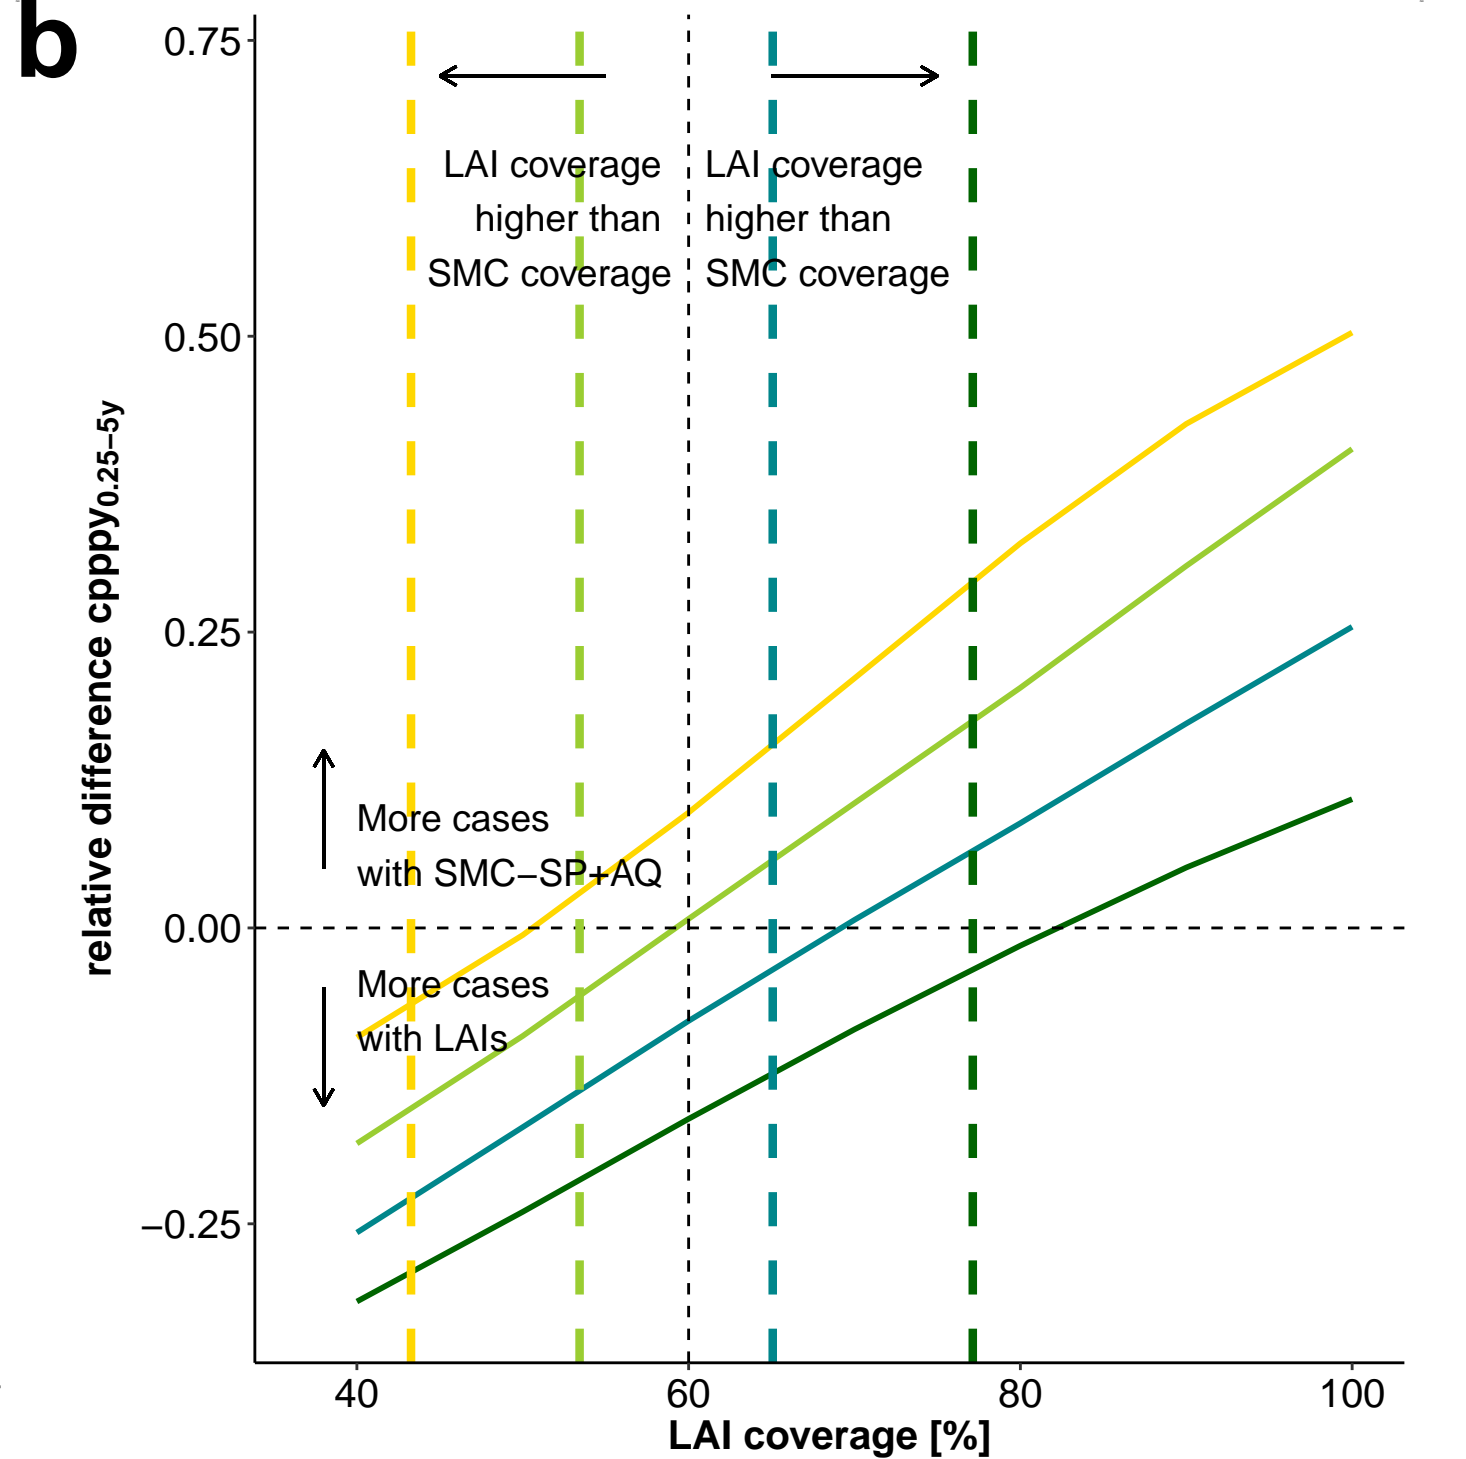 b
0.75
0.50
0.25
0.00
−0.25
relative difference cpppy0.25−5y
LAI coverage
higher than
SMC coverage
LAI coverage
higher than
SMC coverage
More cases
with SMC−SP+AQ
More cases
with LAIs
40 60 80 100
LAI coverage [%]